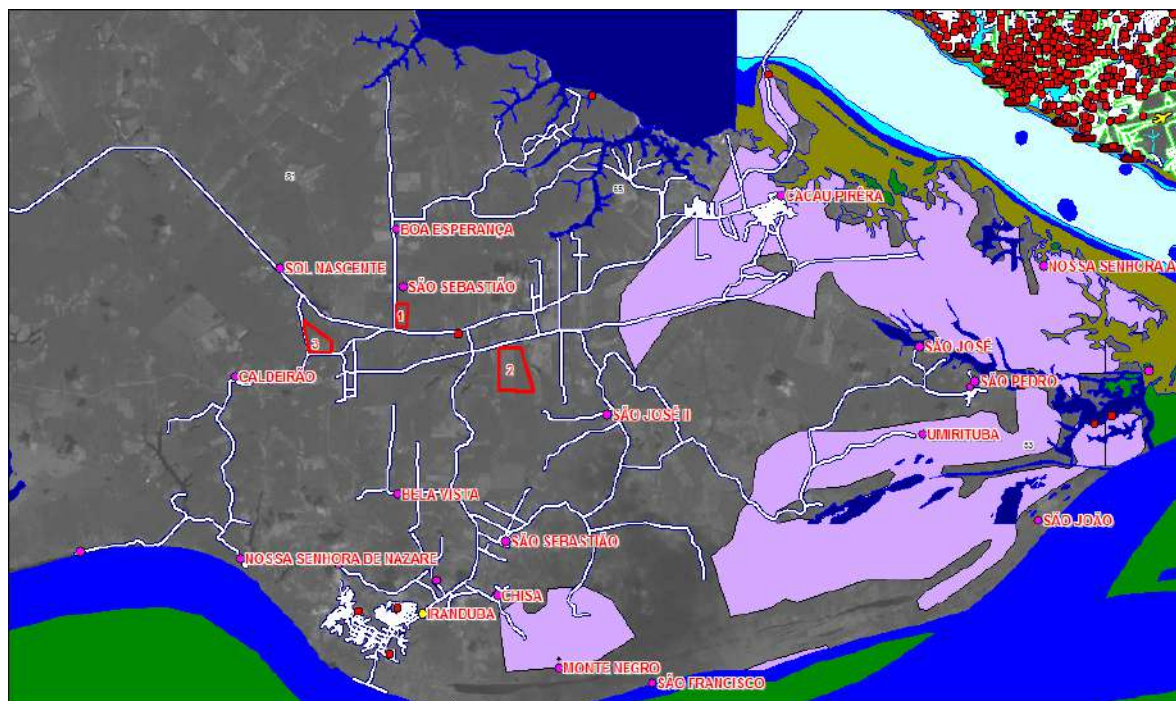 CACAU PIRÊRA
65
BOA ESPERANÇA
SOL NASCENTE
NOSSA SENHORA A
SÃO SEBASTIÃO
1
3
SÃO JOSÉ
2
CALDEIRÃO
SÃO PEDRO
SÃO JOSÉ II
UMIRITUBA
BELA VISTA
SÃO JOÃO
SÃO SEBASTIÃO
NOSSA SENHORA DE NAZARE
CHISA
IRANDUBA
MONTE NEGRO
SÃO FRANCISCO